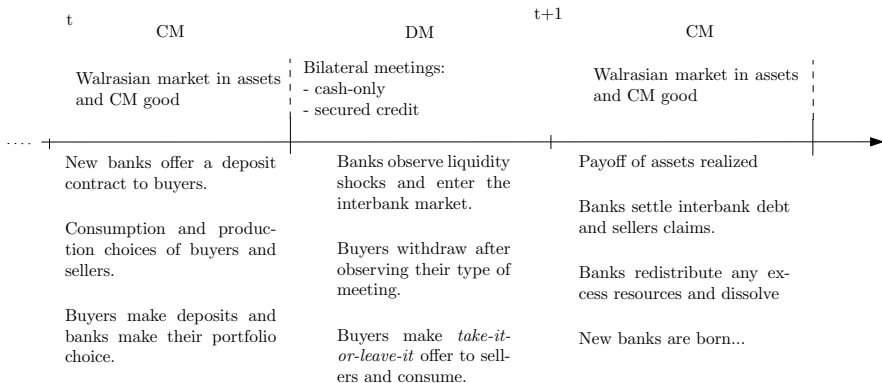 t
t+1
CM
DM
CM
Walrasian market in assets
and CM good
Bilateral meetings:
- cash-only
- secured credit
Walrasian market in assets
and CM good
....
New banks offer a deposit
contract to buyers.
Consumption and produc-
tion choices of buyers and
sellers.
Buyers make deposits and
banks make their portfolio
choice.
Banks observe liquidity
shocks and enter the
interbank market.
Buyers withdraw after
observing their type of
meeting.
Buyers make take-it-
or-leave-it offer to sell-
ers and consume.
Payoff of assets realized
Banks settle interbank debt
and sellers claims.
Banks redistribute any ex-
cess resources and dissolve
New banks are born...